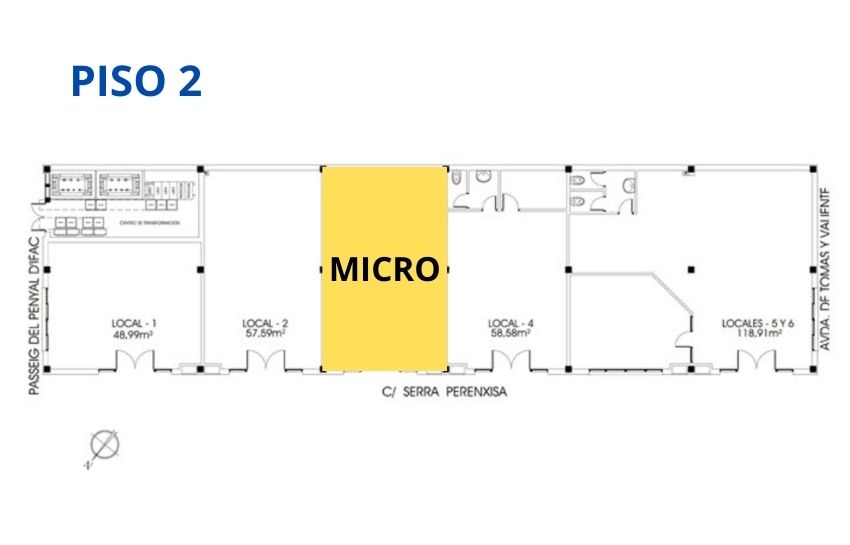 PISO 2
CENTRO DE TRANSFORMACION
PASSEIG DEL PENYAL D'IFAC
MICRO
AVDA. DE TOMAS Y VALIENTE
LOCAL - 1
48,99m²
LOCAL - 2
57,59m²
LOCAL - 4
58,58m²
LOCALES - 5 Y 6
118,91m²
C/ SERRA PERENXISA
N